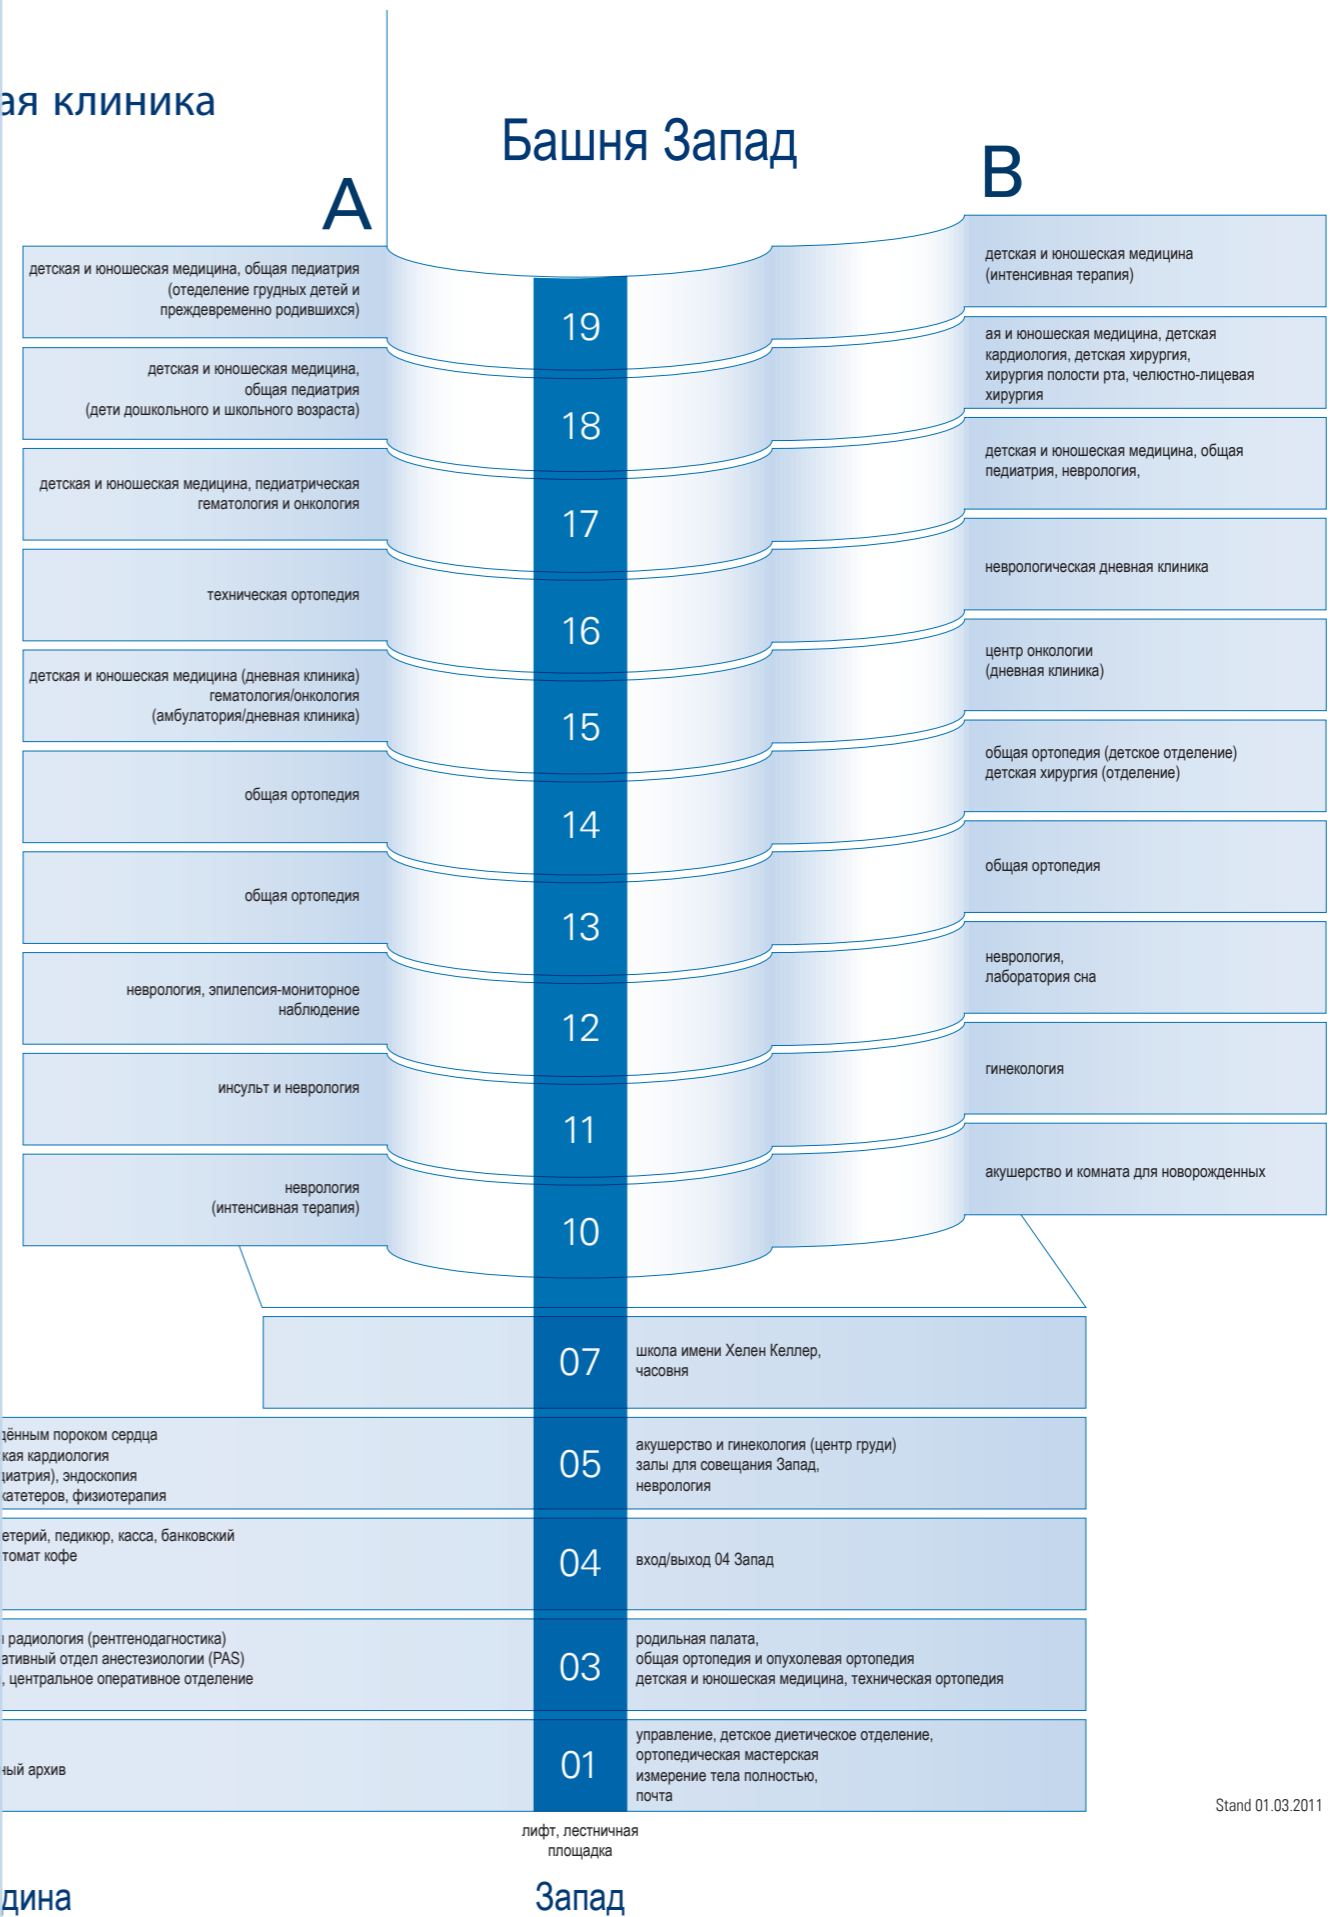 ая клиника
Башня Запад
A
B
детская и юношеская медицина, общая педиатрия
(отеделение грудных детей и
преждевременно родившихся)
19
детская и юношеская медицина
(интенсивная терапия)
детская и юношеская медицина,
общая педиатрия
(дети дошкольного и школьного возраста)
18
ая и юношеская медицина, детская
кардиология, детская хирургия,
хирургия полости рта, челюстно-лицевая
хирургия
детская и юношеская медицина, педиатрическая
гематология и онкология
17
детская и юношеская медицина, общая
педиатрия, неврология,
техническая ортопедия
16
неврологическая дневная клиника
детская и юношеская медицина (дневная клиника)
гематология/онкология
(амбулатория/дневная клиника)
15
центр онкологии
(дневная клиника)
общая ортопедия
14
общая ортопедия (детское отделение)
детская хирургия (отделение)
общая ортопедия
13
общая ортопедия
неврология, эпилепсия-мониторное
наблюдение
12
неврология,
лаборатория сна
инсульт и неврология
11
гинекология
неврология
(интенсивная терапия)
10
акушерство и комната для новорожденных
07
школа имени Хелен Келлер,
часовня
дённым пороком сердца
кая кардиология
диатрия), эндоскопия
катетеров, физиотерапия
05
акушерство и гинекология (центр груди)
залы для совещания Запад,
неврология
етерий, педикюр, касса, банковский
томат кофе
04
вход/выход 04 Запад
радиология (рентгенодагностика)
ативный отдел анестезиологии (PAS)
, центральное оперативное отделение
03
родильная палата,
общая ортопедия и опухолевая ортопедия
детская и юношеская медицина, техническая ортопедия
ный архив
01
управление, детское диетическое отделение,
ортопедическая мастерская
измерение тела полностью,
почта
Stand 01.03.2011
лифт, лестничная
площадка
дина
Запад